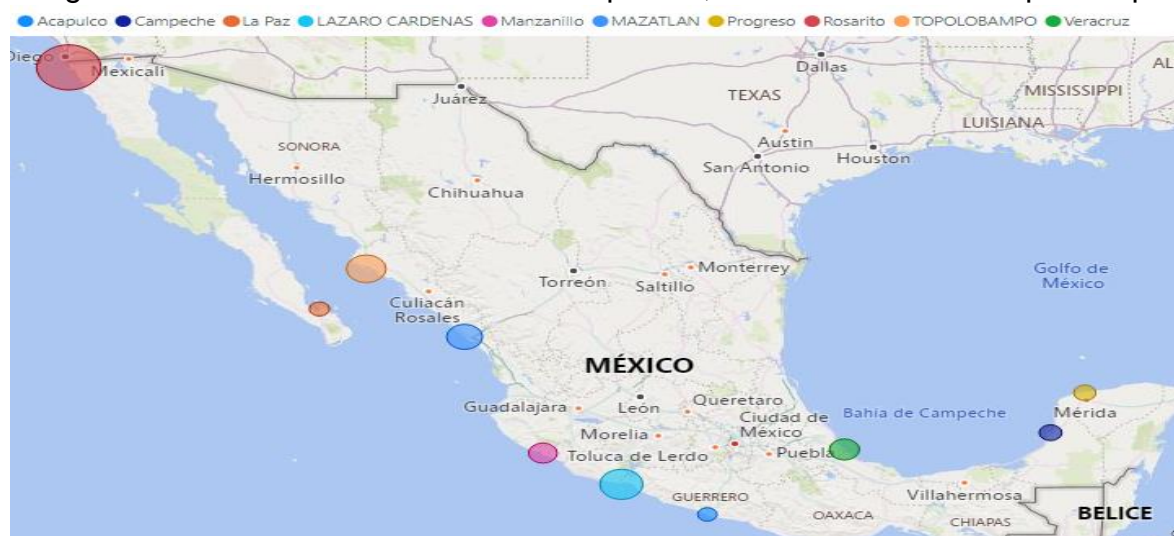 Acapulco Campeche La Paz LAZARO CARDENAS Manzanillo MAZATLAN Progreso Rosarito TOPOLOBAMPO Veracruz
Diego
Mexicali
Dallas
AL
Juárez
TEXAS
MISSISSIPPI
LUISIANA
Austin
SONORA
San Antonio
Houston
Hermosillo
Chihuahua
Monterrey
Torreón
Saltillo
Golfo de
México
Culiacán
Rosales
MÉXICO
Guadalajara
León
Queretaro
Ciudad de
México
Bahía de Campeche
Mérida
Morelia
Toluca de Lerdo
Puebla
GUERRERO
Villahermosa
OAXACA
CHIAPAS
BELICE